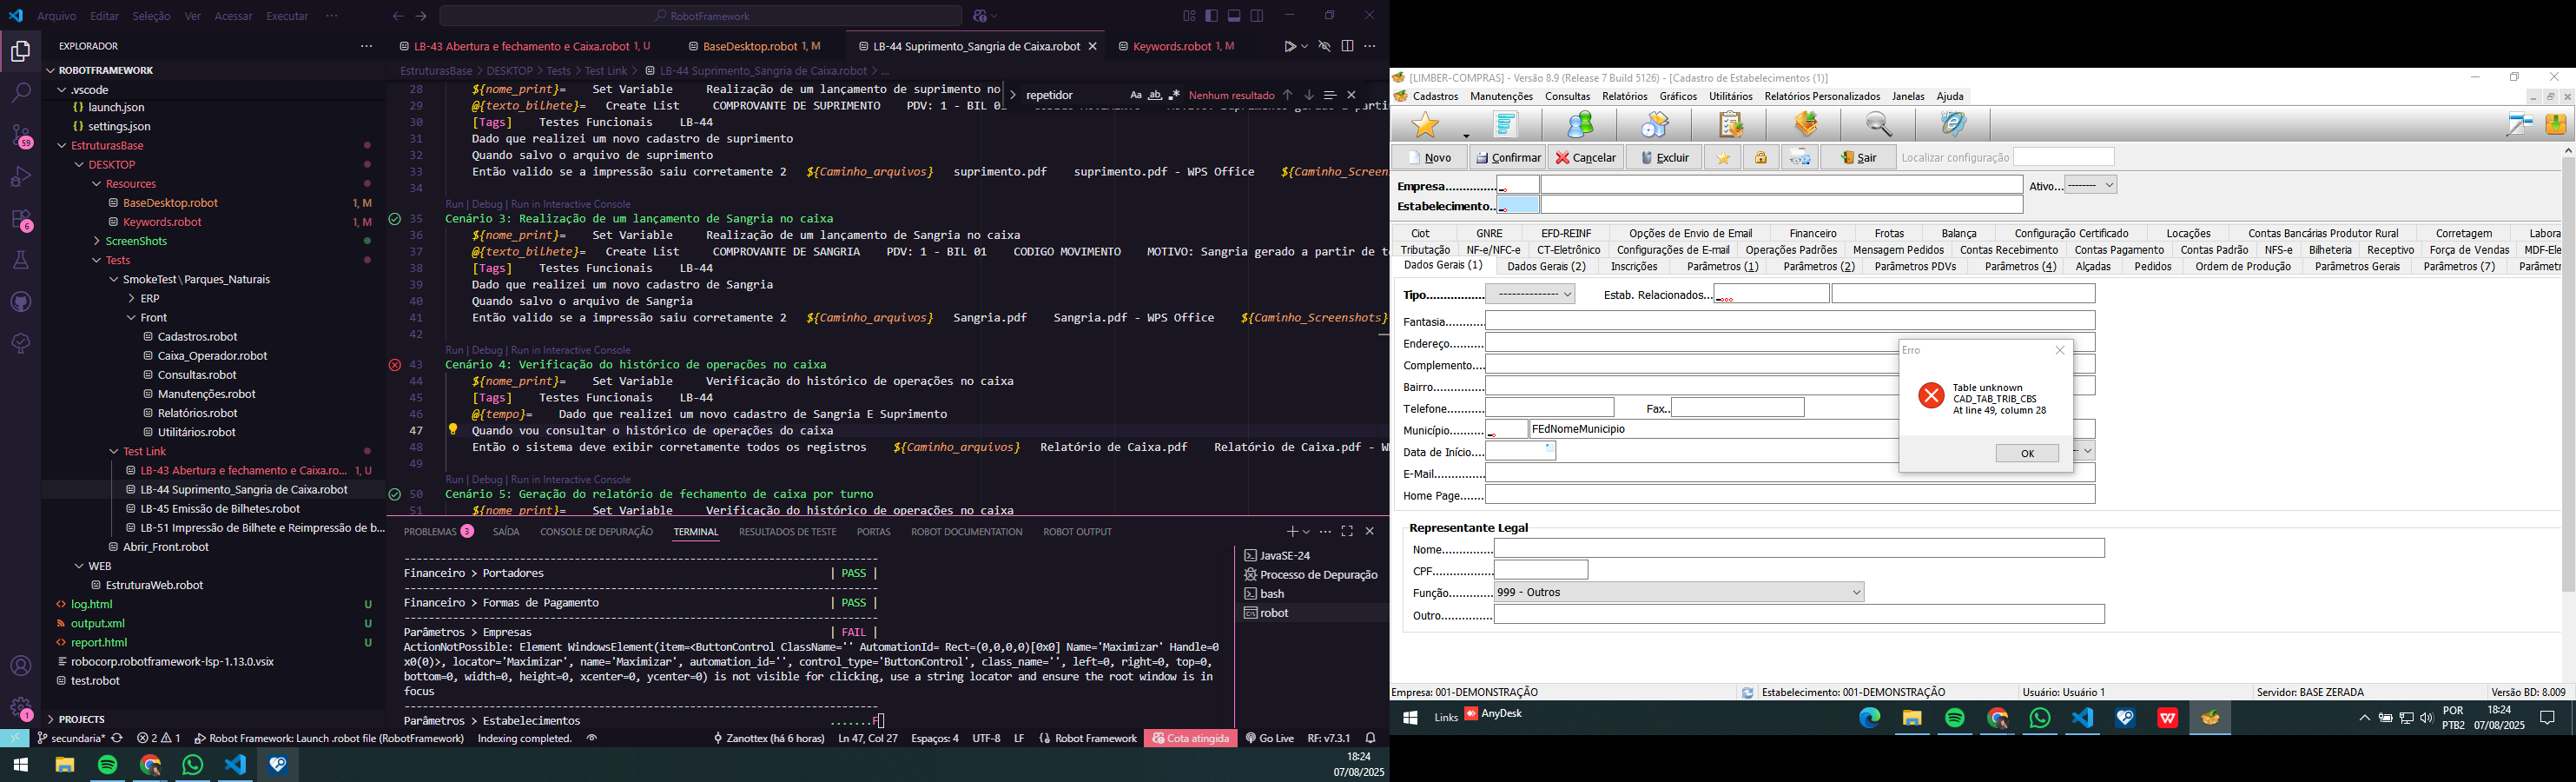 Arquivo Editar Seleção Ver Acessar Executar ···
RobotFramework
EXPLORADOR
ROBOTFRAMEWORK
.vscode
launch.json
settings.json
EstruturasBase
DESKTOP
Resources
BaseDesktop.robot 1, M
Keywords.robot 1, M
ScreenShots
Tests
SmokeTest\Parques_Naturais
ERP
Front
Cadastros.robot
Caixa_Operador.robot
Consultas.robot
Manutenções.robot
Relatórios.robot
Utilitários.robot
Test Link
LB-43 Abertura e fechamento e Caixa.ro... 1, U
LB-44 Suprimento_Sangria de Caixa.robot
LB-45 Emissão de Bilhetes.robot
LB-51 Impressão de Bilhete e Reimpressão de b...
Abrir_Front.robot
WEB
EstruturaWeb.robot
log.html U
output.xml U
report.html U
robocorp.robotframework-lsp-1.13.0.vsix
test.robot
PROJECTS
59
6
1
LB-43 Abertura e fechamento e Caixa.robot 1, U
BaseDesktop.robot 1, M
LB-44 Suprimento_Sangria de Caixa.robot
Keywords.robot 1, M
EstruturasBase > DESKTOP > Tests > Test Link > LB-44 Suprimento_Sangria de Caixa.robot > ...
repetidor
Nenhum resultado
28 ${nome_print}= Set Variable Realização de um lançamento de suprimento no
29 @{texto_bilhete}= Create List COMPROVANTE DE SUPRIMENTO PDV: 1 - BIL 01
30 [Tags] Testes Funcionais LB-44
31 Dado que realizei um novo cadastro de suprimento
32 Quando salvo o arquivo de suprimento
33 Então valido se a impressão saiu corretamente 2 ${Caminho_arquivos} suprimento.pdf suprimento.pdf - WPS Office ${Caminho_Screens
34
Run | Debug | Run in Interactive Console
35 Cenário 3: Realização de um lançamento de Sangria no caixa
36 ${nome_print}= Set Variable Realização de um lançamento de Sangria no caixa
37 @{texto_bilhete}= Create List COMPROVANTE DE SANGRIA PDV: 1 - BIL 01 CODIGO MOVIMENTO MOTIVO: Sangria gerado a partir de te
38 [Tags] Testes Funcionais LB-44
39 Dado que realizei um novo cadastro de Sangria
40 Quando salvo o arquivo de Sangria
41 Então valido se a impressão saiu corretamente 2 ${Caminho_arquivos} Sangria.pdf Sangria.pdf - WPS Office ${Caminho_Screenshots}
42
Run | Debug | Run in Interactive Console
43 Cenário 4: Verificação do histórico de operações no caixa
44 ${nome_print}= Set Variable Verificação do histórico de operações no caixa
45 [Tags] Testes Funcionais LB-44
46 @{tempo}= Dado que realizei um novo cadastro de Sangria E Suprimento
47 Quando vou consultar o histórico de operações do caixa
48 Então o sistema deve exibir corretamente todos os registros ${Caminho_arquivos} Relatório de Caixa.pdf Relatório de Caixa.pdf - W
49
Run | Debug | Run in Interactive Console
50 Cenário 5: Geração do relatório de fechamento de caixa por turno
51 ${nome_print}= Set Variable Verificação do histórico de operações no caixa
PROBLEMAS 3 SAÍDA CONSOLE DE DEPURAÇÃO TERMINAL RESULTADOS DE TESTE PORTAS ROBOT DOCUMENTATION ROBOT OUTPUT
Financeiro > Portadores | PASS |
Financeiro > Formas de Pagamento | PASS |
Parâmetros > Empresas | FAIL |
ActionNotPossible: Element WindowsElement(item=<ButtonControl ClassName='' AutomationId= Rect=(0,0,0,0)[0x0] Name='Maximizar' Handle=0
x0(0)>, locator='Maximizar', name='Maximizar', automation_id='', control_type='ButtonControl', class_name='', left=0, right=0, top=0,
bottom=0, width=0, height=0, xcenter=0, ycenter=0) is not visible for clicking, use a string locator and ensure the root window is in
focus
Parâmetros > Estabelecimentos .......F
JavaSE-24
Processo de Depuração
bash
robot
secundaria* 2 1 Robot Framework: Launch .robot file (RobotFramework) Indexing completed. Zanottex (há 6 horas) Ln 47, Col 27 Espaços: 4 UTF-8 LF Robot Framework Cota atingida Go Live RF: v7.3.1
18:24
07/08/2025
[LIMBER-COMPRAS] - Versão 8.9 (Release 7 Build 5126) - [Cadastro de Estabelecimentos (1)]
Cadastros Manutenções Consultas Relatórios Gráficos Utilitários Relatórios Personalizados Janelas Ajuda
Novo Confirmar Cancelar Excluir Sair Localizar configuração
Empresa.............. Ativo... --------
Estabelecimento..
Ciot GNRE EFD-REINF Opções de Envio de Email Financeiro Frotas Balança Configuração Certificado Locações Contas Bancárias Produtor Rural Corretagem Labora
Tributação NF-e/NFC-e CT-Eletrônico Configurações de E-mail Operações Padrões Mensagem Pedidos Contas Recebimento Contas Pagamento Contas Padrão NFS-e Bilheteria Receptivo Força de Vendas MDF-Ele
Dados Gerais (1) Dados Gerais (2) Inscrições Parâmetros (1) Parâmetros (2) Parâmetros PDVs Parâmetros (4) Alçadas Pedidos Ordem de Produção Parâmetros Gerais Parâmetros (7) Parâmetr
Tipo................ --------------- Estab. Relacionados...
Fantasia...........
Endereço..........
Complemento....
Bairro...............
Telefone........... Fax..
Município.......... FEdNomeMunicipio
Data de Início....
E-Mail...............
Home Page.......
Erro
Table unknown
CAD_TAB_TRIB_CBS
At line 49, column 28
OK
Representante Legal
Nome..............
CPF.................
Função............ 999 - Outros
Outro..............
Empresa: 001-DEMONSTRAÇÃO Estabelecimento: 001-DEMONSTRAÇÃO Usuário: Usuário 1 Servidor: BASE ZERADA Versão BD: 8.009
Links AnyDesk
POR
PTB2
18:24
07/08/2025